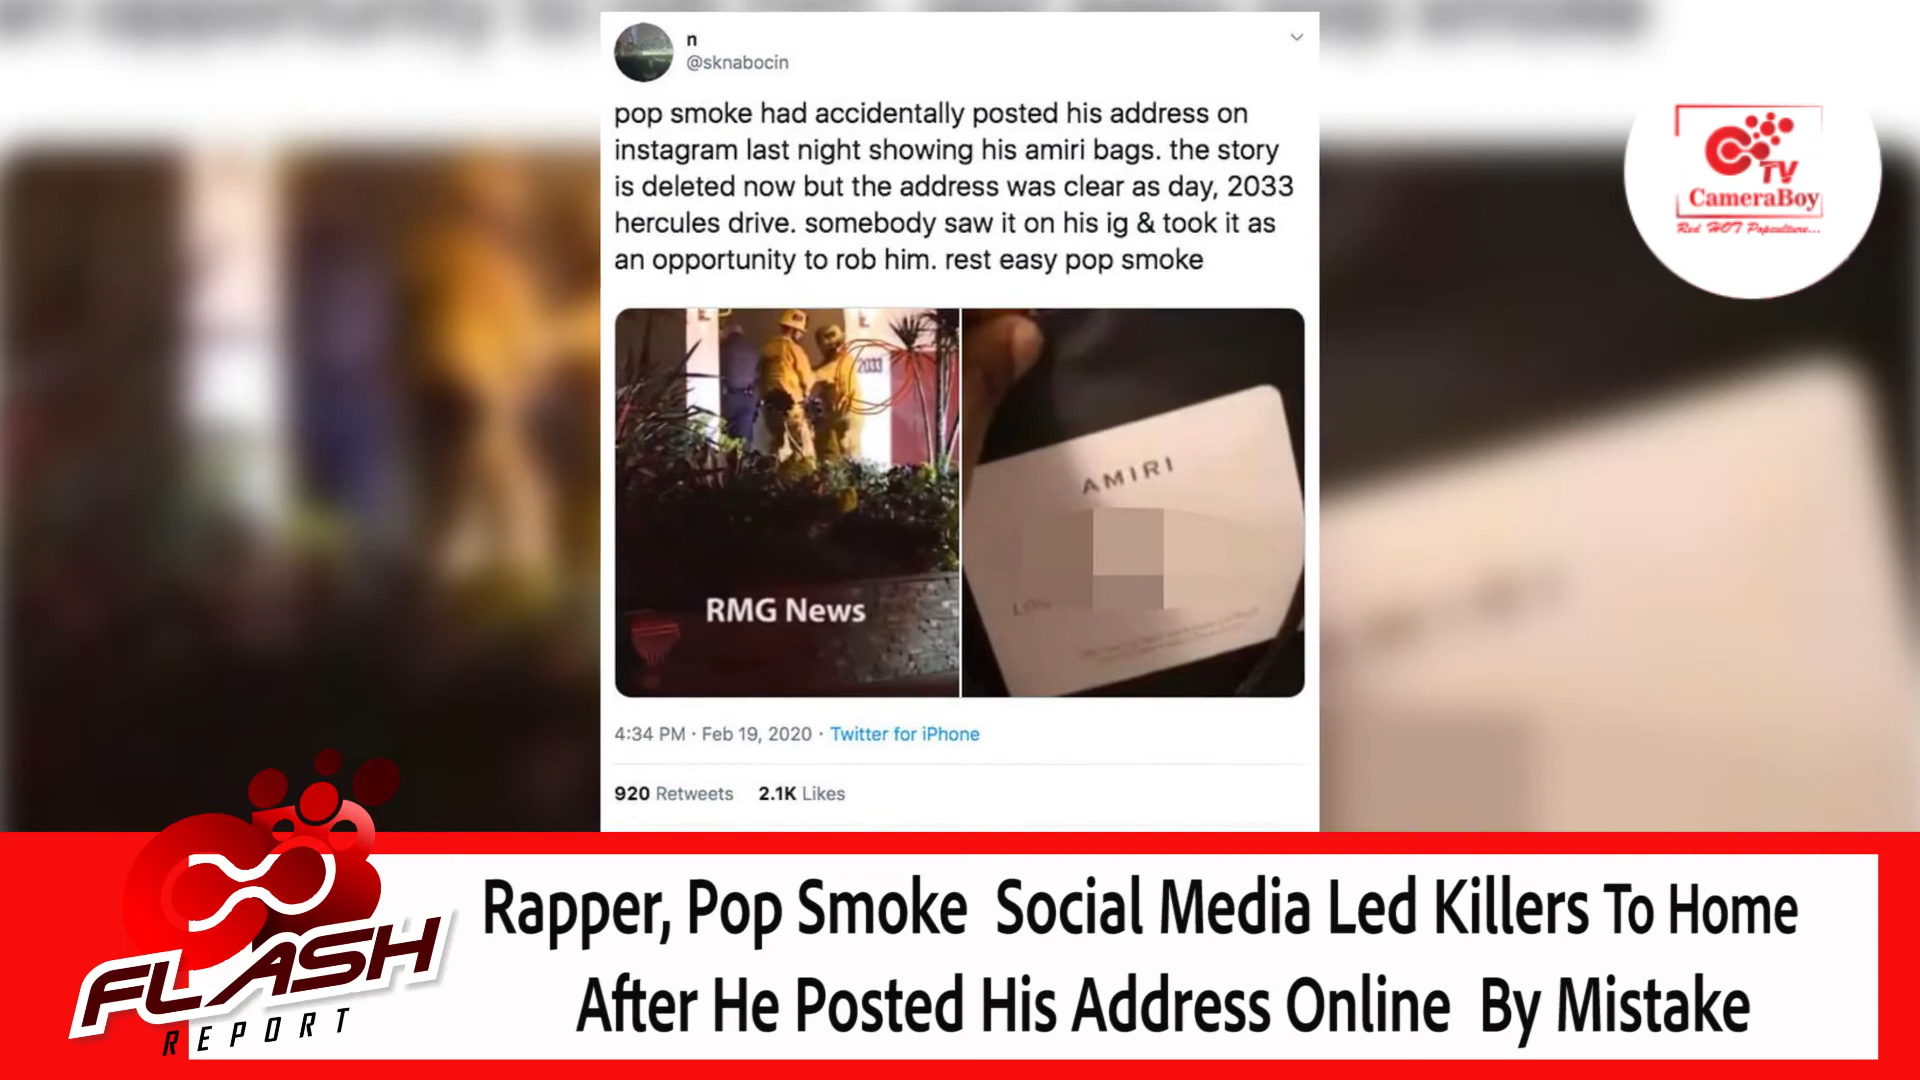 n
@sknabocin
pop smoke had accidentally posted his address on
instagram last night showing his amiri bags. the story
is deleted now but the address was clear as day, 2033
hercules drive. somebody saw it on his ig & took it as
an opportunity to rob him. rest easy pop smoke
2033
RMG News
AMIRI
4:34 PM · Feb 19, 2020 · Twitter for iPhone
920 Retweets 2.1K Likes
TV
CameraBoy
Red HOT Popculture...
FLASH
REPORT
Rapper, Pop Smoke Social Media Led Killers To Home
After He Posted His Address Online By Mistake